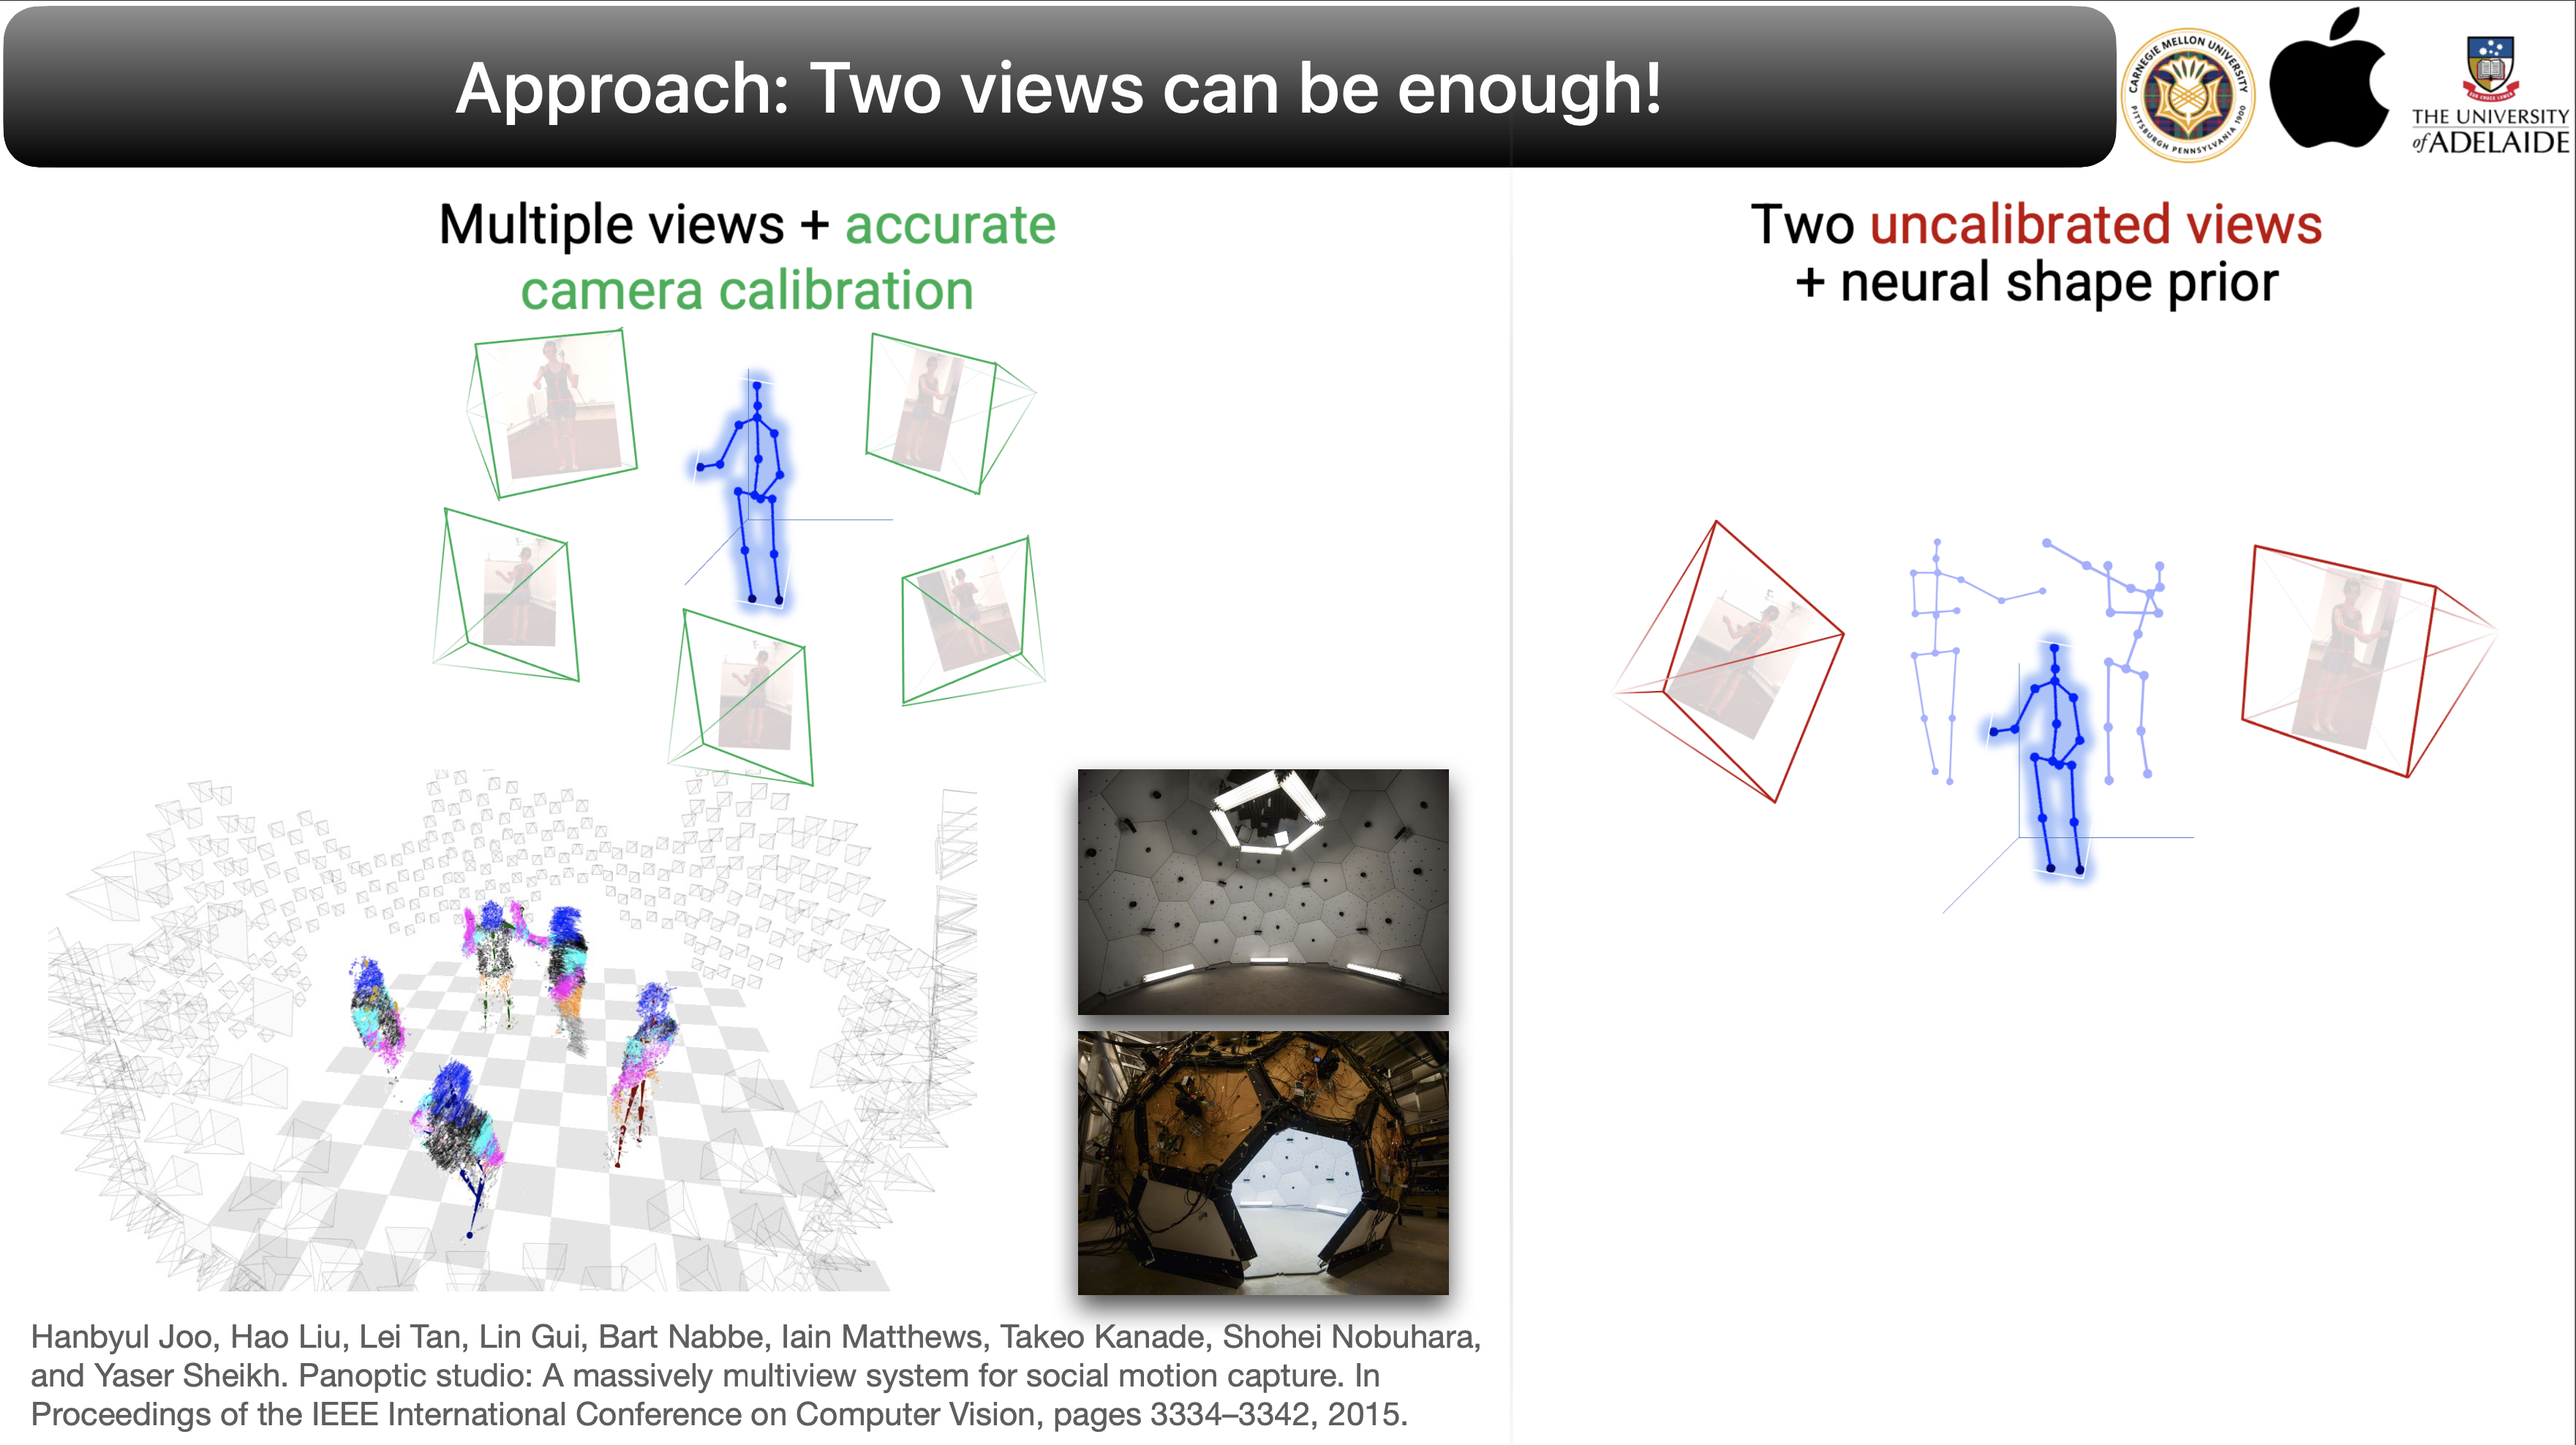 Approach: Two views can be enough!
CARNEGIE MELLON UNIVERSITY
PITTSBURGH PENNSYLVANIA 1900
THE UNIVERSITY
of ADELAIDE
Multiple views + accurate
camera calibration
Two uncalibrated views
+ neural shape prior
Hanbyul Joo, Hao Liu, Lei Tan, Lin Gui, Bart Nabbe, Iain Matthews, Takeo Kanade, Shohei Nobuhara,
and Yaser Sheikh. Panoptic studio: A massively multiview system for social motion capture. In
Proceedings of the IEEE International Conference on Computer Vision, pages 3334–3342, 2015.